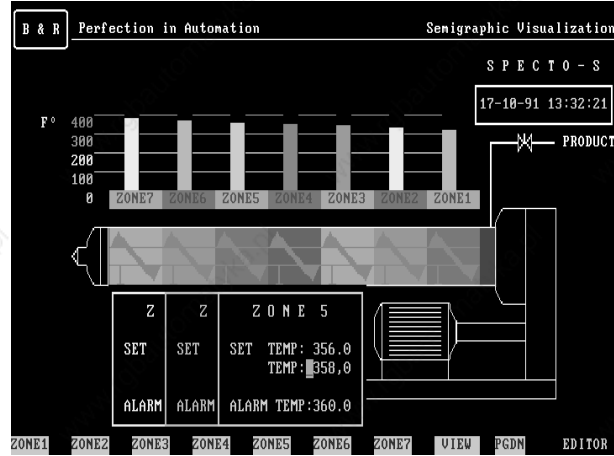 B & R Perfection in Automation Semigraphic Visualization
S P E C T O - S
17-10-91 13:32:21
F° 400
300
200
100
0
PRODUCT
ZONE7 ZONE6 ZONE5 ZONE4 ZONE3 ZONE2 ZONE1
Z Z Z O N E 5
SET SET SET TEMP: 356.0
TEMP: 358,0
ALARM ALARM ALARM TEMP:360.0
ZONE1 ZONE2 ZONE3 ZONE4 ZONE5 ZONE6 ZONE7 VIEW PGDN EDITOR